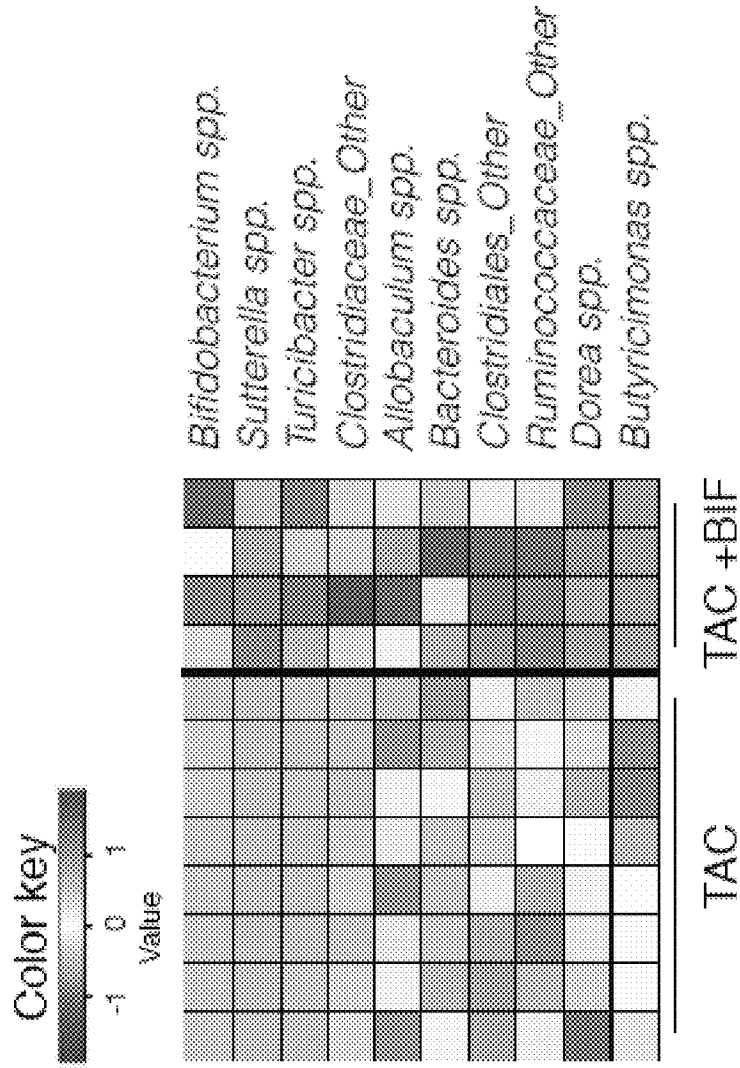 Color key
-1 0 1
Value
Bifidobacterium spp.
Sutterella spp.
Turicibacter spp.
Clostridiaceae_Other
Allobaculum spp.
Bacteroides spp.
Clostridiales_Other
Ruminococcaceae_Other
Dorea spp.
Butyricimonas spp.
TAC
TAC +BIF